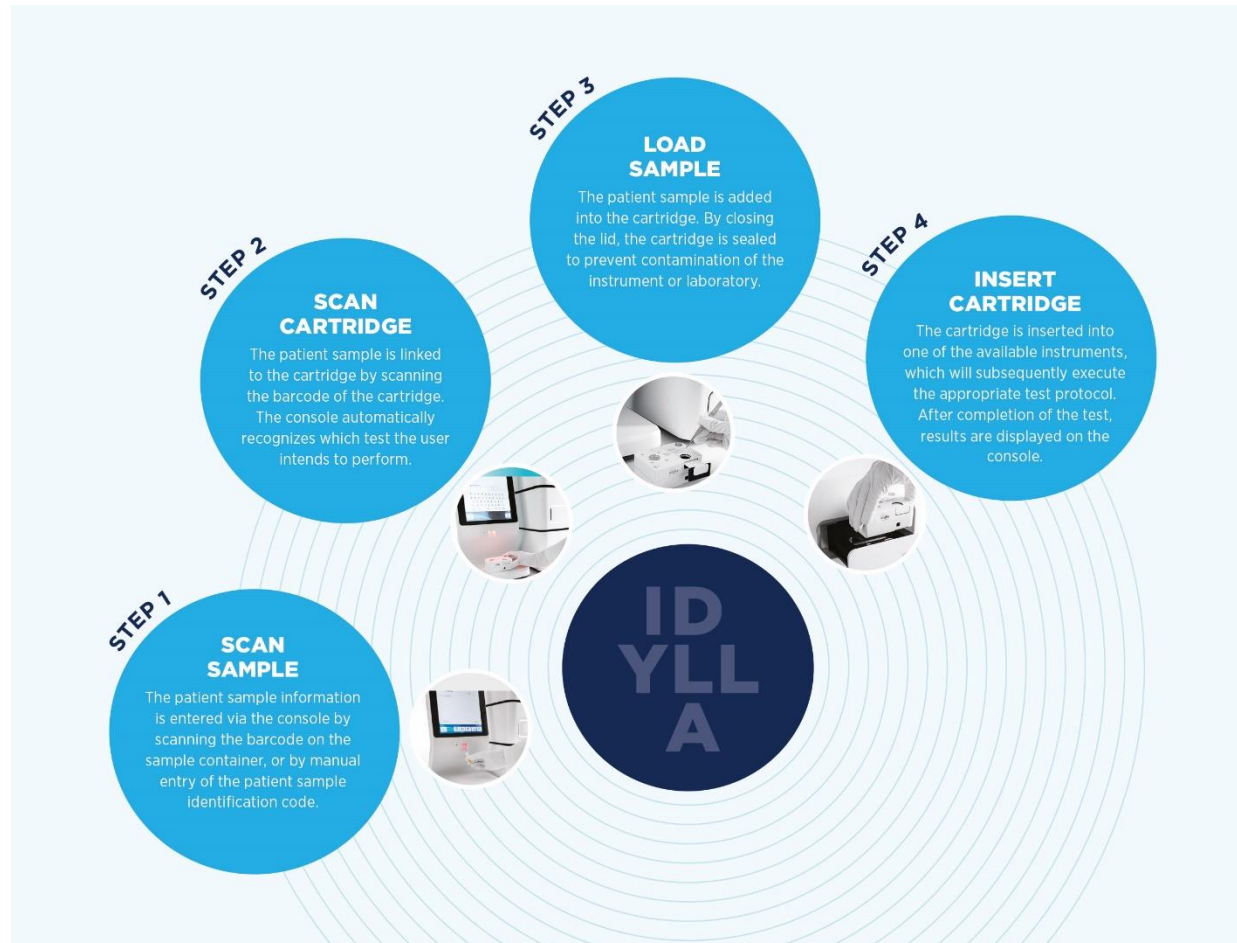 STEP 1
SCAN
SAMPLE
The patient sample information
is entered via the console by
scanning the barcode on the
sample container, or by manual
entry of the patient sample
identification code.
STEP 2
SCAN
CARTRIDGE
The patient sample is linked
to the cartridge by scanning
the barcode of the cartridge.
The console automatically
recognizes which test the user
intends to perform.
STEP 3
LOAD
SAMPLE
The patient sample is added
into the cartridge. By closing
the lid, the cartridge is sealed
to prevent contamination of the
instrument or laboratory.
STEP 4
INSERT
CARTRIDGE
The cartridge is inserted into
one of the available instruments,
which will subsequently execute
the appropriate test protocol.
After completion of the test,
results are displayed on the
console.
ID
YLL
A